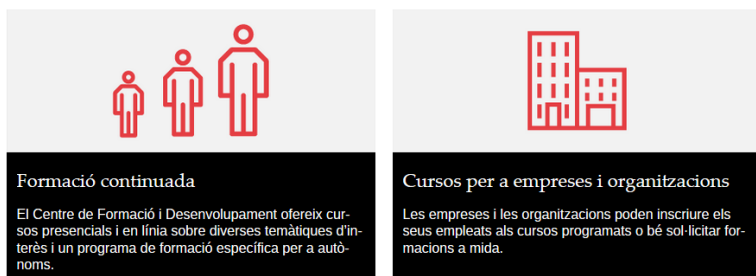 Formació continuada
El Centre de Formació i Desenvolupament ofereix cur-
sos presencials i en línia sobre diverses temàtiques d'in-
terès i un programa de formació específica per a autò-
noms.
Cursos per a empreses i organitzacions
Les empreses i les organitzacions poden inscriure els
seus empleats als cursos programats o bé sol·licitar for-
macions a mida.